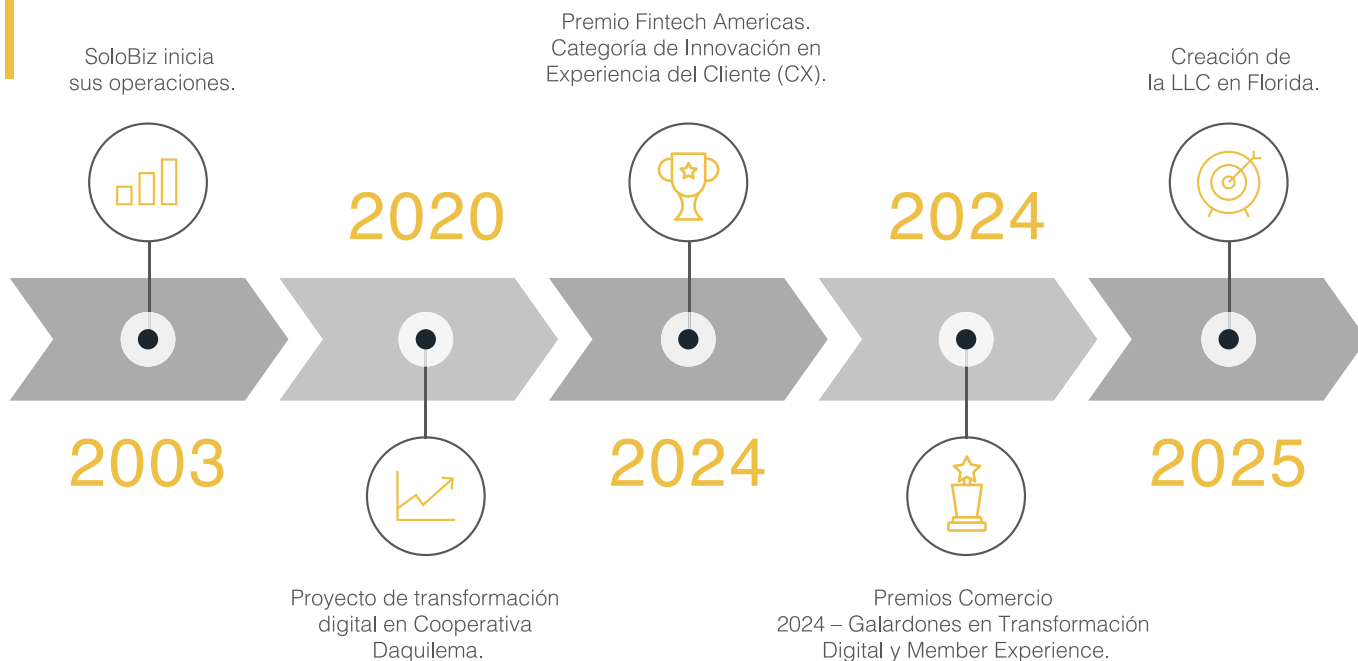 SoloBiz inicia
sus operaciones.
2003
2020
Proyecto de transformación
digital en Cooperativa
Daquilema.
Premio Fintech Americas.
Categoría de Innovación en
Experiencia del Cliente (CX).
2024
2024
Premios Comercio
2024 – Galardones en Transformación
Digital y Member Experience.
Creación de
la LLC en Florida.
2025